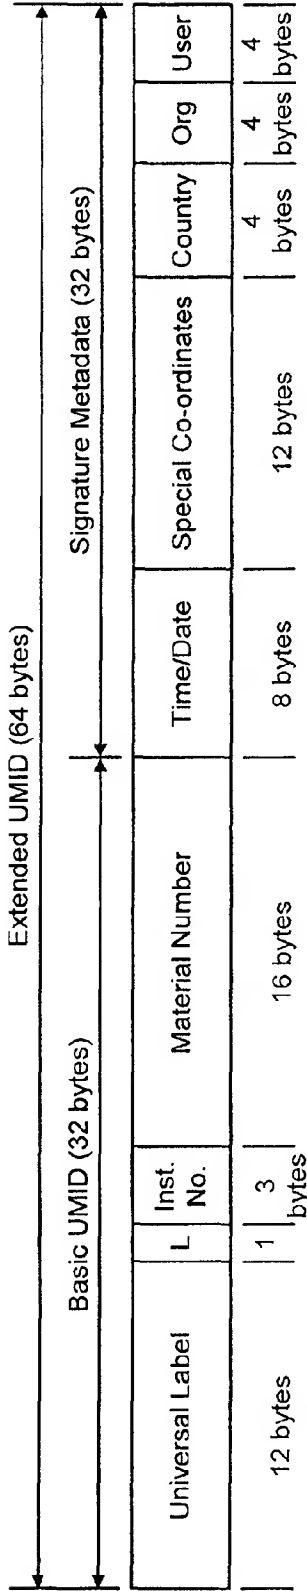 Extended UMID (64 bytes)
Basic UMID (32 bytes)
Signature Metadata (32 bytes)
Universal Label
L
Inst.
No.
Material Number
Time/Date
Special Co-ordinates
Country
Org
User
12 bytes
1
3
bytes
16 bytes
8 bytes
12 bytes
4
bytes
4
bytes
4
bytes